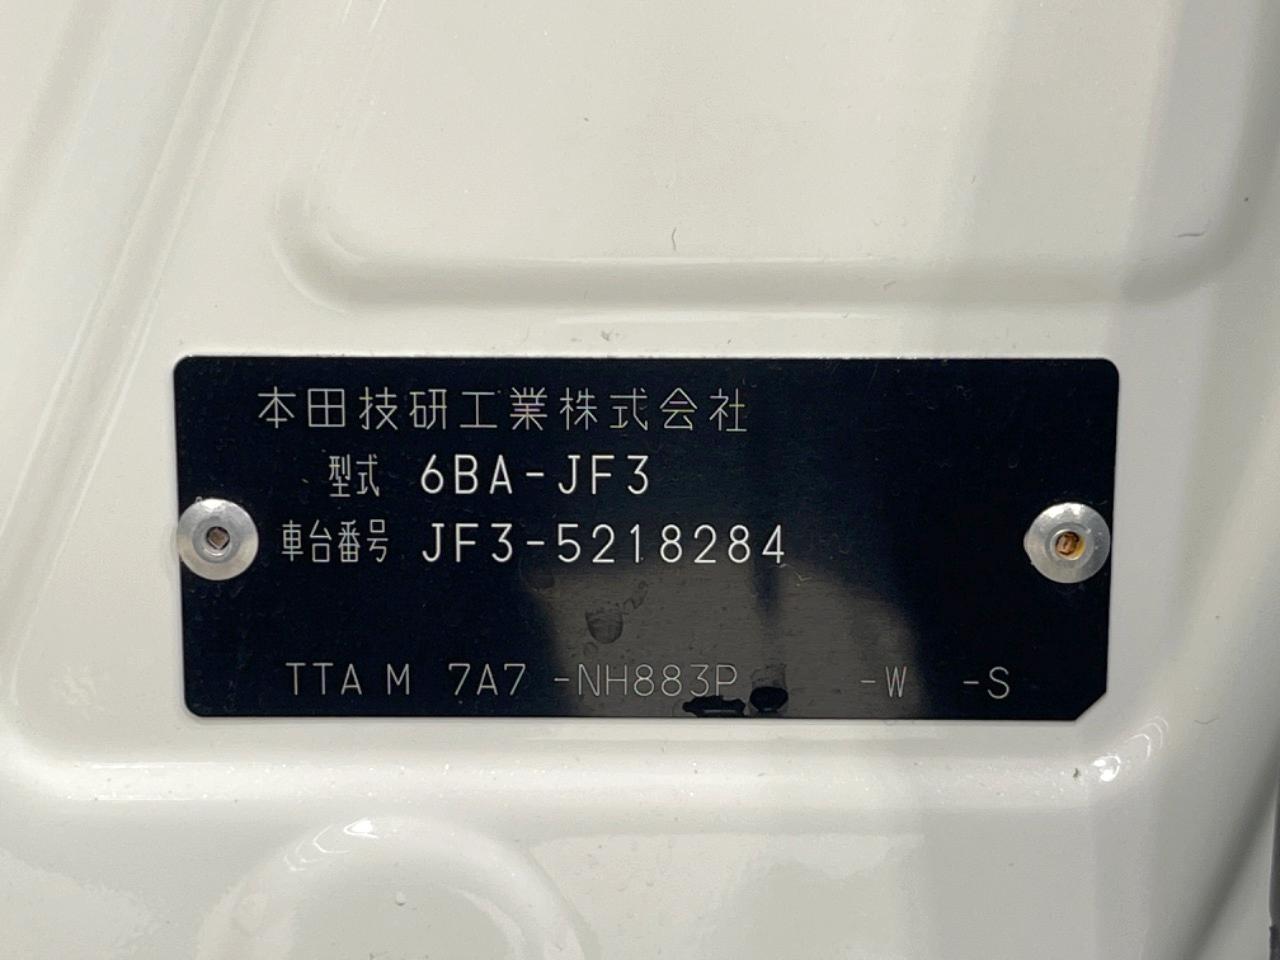 本田技研工業株式会社
型式 6BA-JF3
車台番号 JF3-5218284
TTA M 7A7 -NH883P -W -S